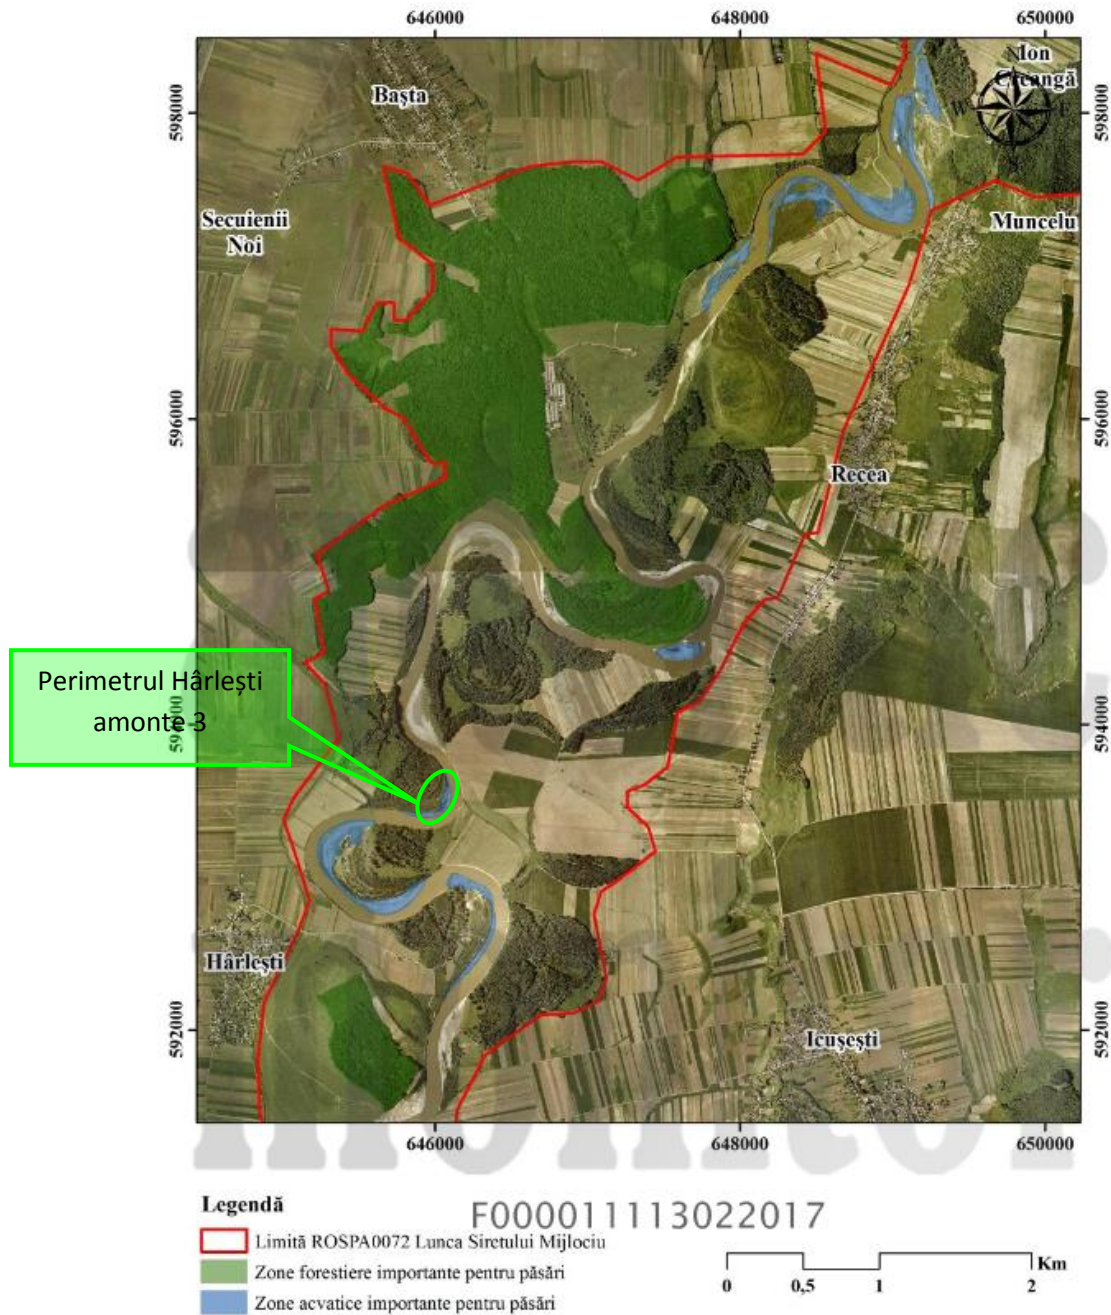 646000
648000
650000
Ion
Creangă
N
W
E
S
Bașta
598000
598000
Secuienii
Noi
Muncelu
596000
596000
Recea
Perimetrul Hârlești
amonte 3
594000
594000
Hârlești
592000
592000
Icușești
646000
648000
650000
Legendă
F000011113022017
Limită ROSPA0072 Lunca Siretului Mijlociu
Zone forestiere importante pentru păsări
Zone acvatice importante pentru păsări
Km
0
0,5
1
2